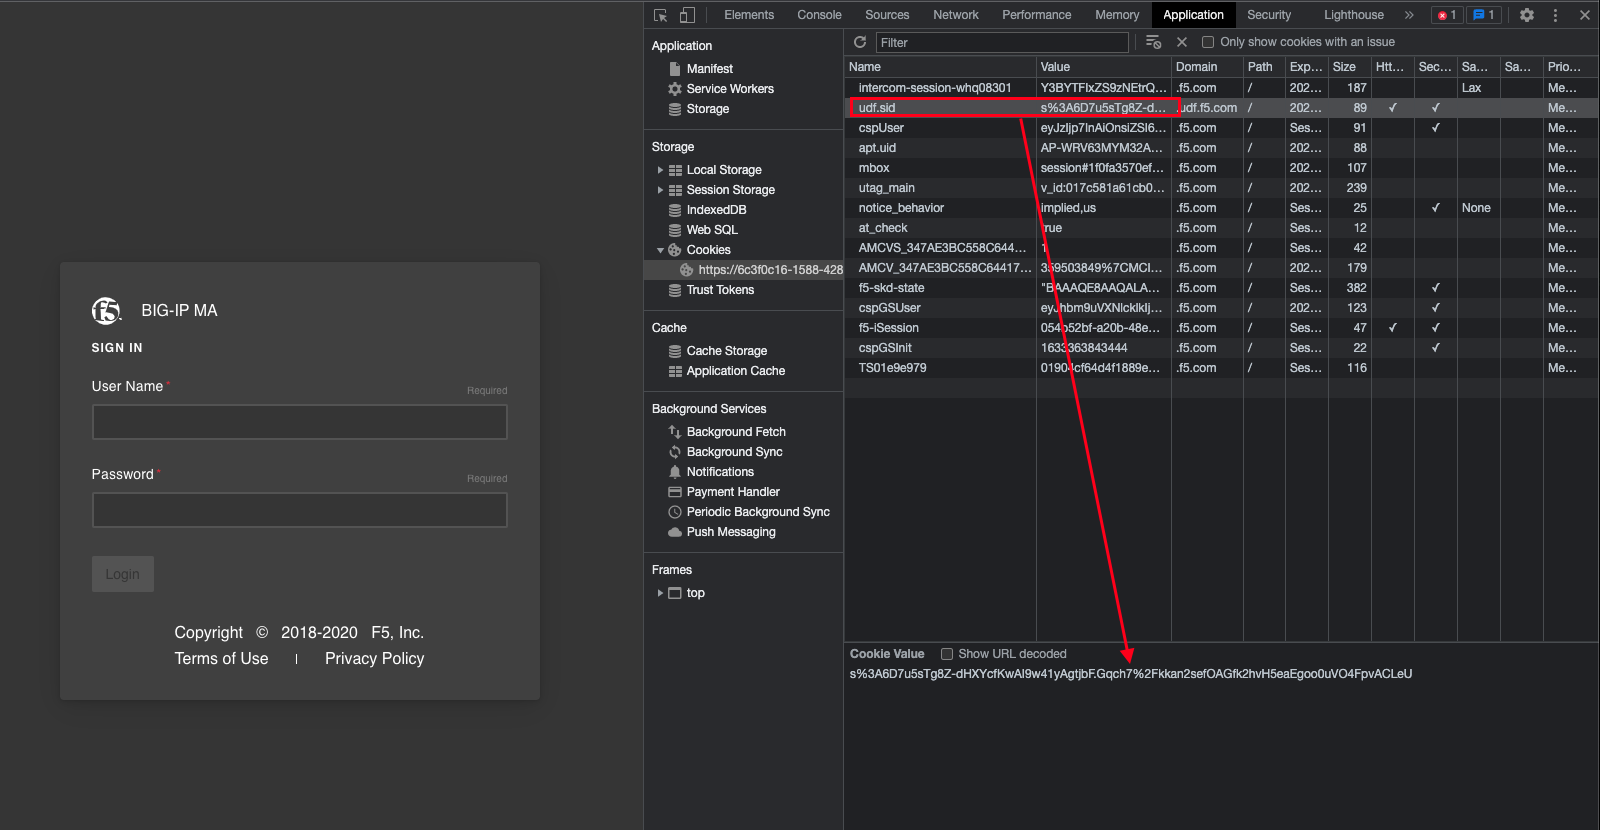 f5
BIG-IP MA
SIGN IN
User Name *
Required
Password *
Required
Login
Copyright © 2018-2020 F5, Inc.
Terms of Use | Privacy Policy
Elements Console Sources Network Performance Memory Application Security Lighthouse » 1 1
Application
Manifest
Service Workers
Storage
Storage
Local Storage
Session Storage
IndexedDB
Web SQL
Cookies
https://6c3f0c16-1588-428
Trust Tokens
Cache
Cache Storage
Application Cache
Background Services
Background Fetch
Background Sync
Notifications
Payment Handler
Periodic Background Sync
Push Messaging
Frames
top
Filter
Only show cookies with an issue
Name Value Domain Path Exp... Size Htt... Sec... Sa... Sa... Prio...
intercom-session-whq08301 Y3BYTFIxZS9zNEtrQ... .f5.com / 202... 187 Lax Me...
udf.sid s%3A6D7u5sTg8Z-d... .udf.f5.com / 202... 89 ✓ ✓ Me...
cspUser eyJzIjp7InAiOnsiZSI6... .f5.com / Ses... 91 ✓ Me...
apt.uid AP-WRV63MYM32A... .f5.com / 202... 88 Me...
mbox session#1f0fa3570ef... .f5.com / 202... 107 Me...
utag_main v_id:017c581a61cb0... .f5.com / 202... 239 Me...
notice_behavior implied,us .f5.com / Ses... 25 ✓ None Me...
at_check true .f5.com / Ses... 12 Me...
AMCVS_347AE3BC558C644... 1 .f5.com / Ses... 42 Me...
AMCV_347AE3BC558C64417... 359503849%7CMCI... .f5.com / 202... 179 Me...
f5-skd-state "BAAAQE8AAQALA... .f5.com / Ses... 382 ✓ Me...
cspGSUser eyJhbm9uVXNlckIkIj... .f5.com / 202... 123 ✓ Me...
f5-iSession 054b52bf-a20b-48e... .f5.com / Ses... 47 ✓ ✓ Me...
cspGSInit 1633363843444 .f5.com / Ses... 22 ✓ Me...
TS01e9e979 01904cf64d4f1889e... .f5.com / Ses... 116 Me...
Cookie Value Show URL decoded
s%3A6D7u5sTg8Z-dHXYcfKwAI9w41yAgtjbF.Gqch7%2Fkkan2sefOAGfk2hvH5eaEgoo0uVO4FpvACLeU